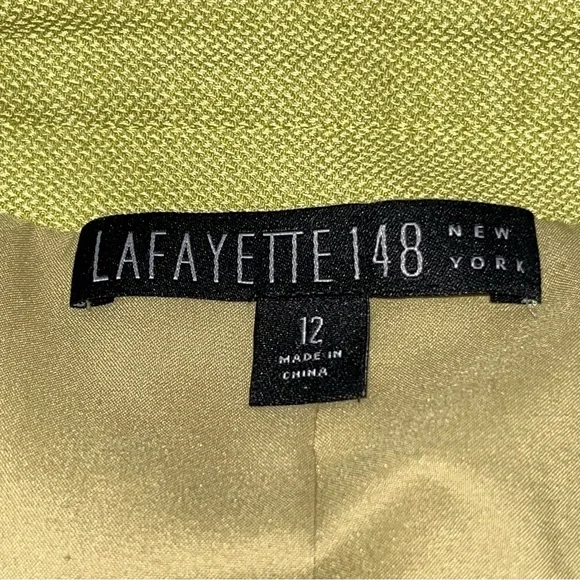 LAFAYETTE 148 NEW YORK
12
MADE IN
CHINA